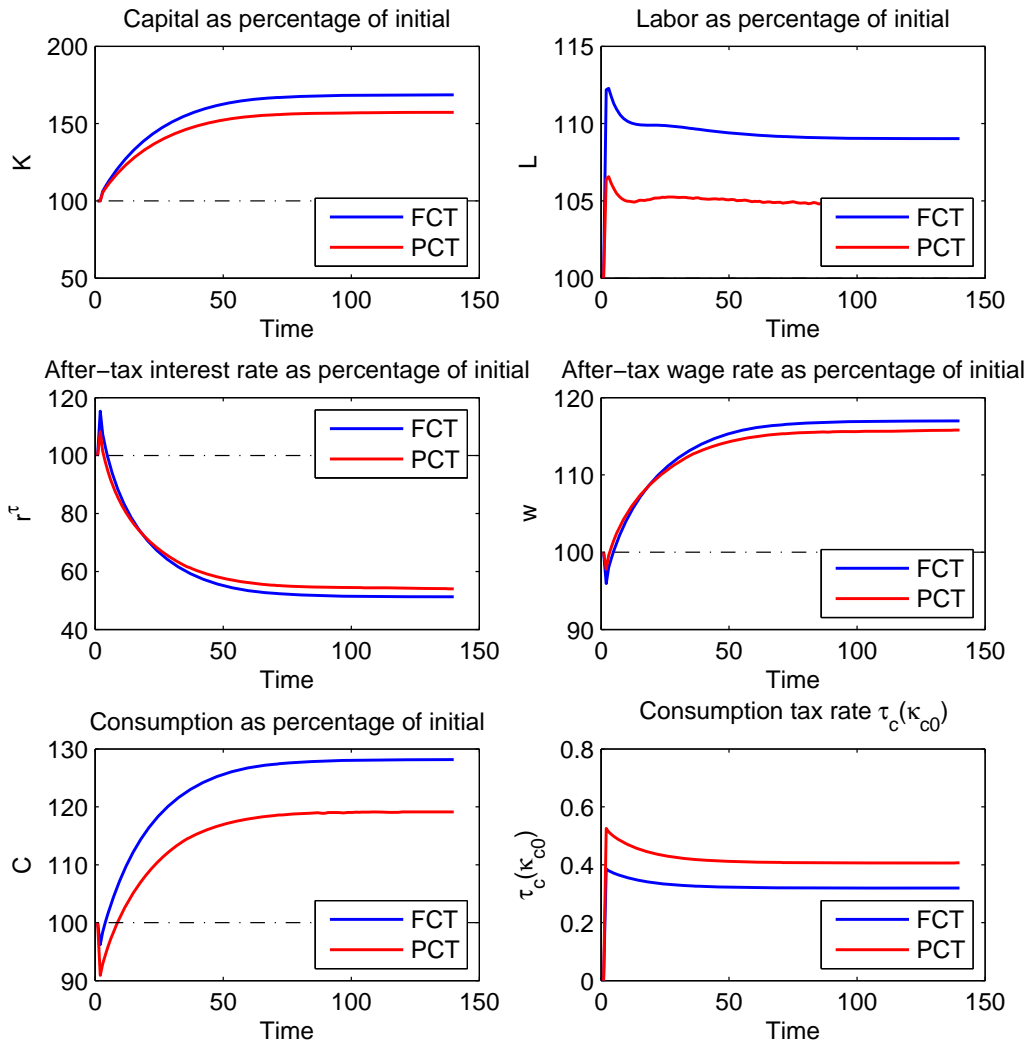 Capital as percentage of initial
200
150
100
50
K
0
50
100
150
Time
FCT
PCT
Labor as percentage of initial
115
110
105
100
L
0
50
100
150
Time
FCT
PCT
After−tax interest rate as percentage of initial
120
100
80
60
40
r^τ
0
50
100
150
Time
FCT
PCT
After−tax wage rate as percentage of initial
120
110
100
90
w
0
50
100
150
Time
FCT
PCT
Consumption as percentage of initial
130
120
110
100
90
C
0
50
100
150
Time
FCT
PCT
Consumption tax rate τ_c(κ_c0)
0.8
0.6
0.4
0.2
0
τ_c(κ_c0)
0
50
100
150
Time
FCT
PCT